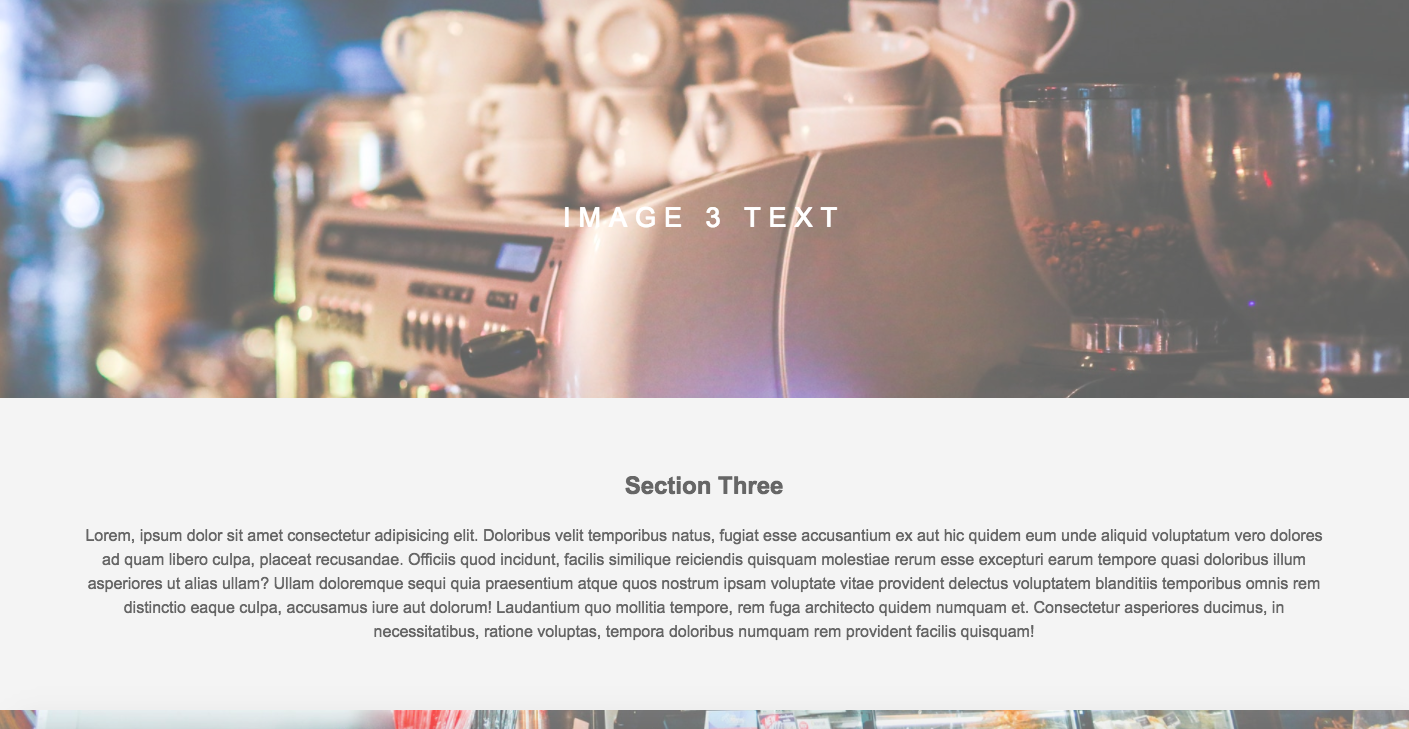 IMAGE 3 TEXT
Section Three
Lorem, ipsum dolor sit amet consectetur adipisicing elit. Doloribus velit temporibus natus, fugiat esse accusantium ex aut hic quidem eum unde aliquid voluptatum vero dolores
ad quam libero culpa, placeat recusandae. Officiis quod incidunt, facilis similique reiciendis quisquam molestiae rerum esse excepturi earum tempore quasi doloribus illum
asperiores ut alias ullam? Ullam doloremque sequi quia praesentium atque quos nostrum ipsam voluptate vitae provident delectus voluptatem blanditiis temporibus omnis rem
distinctio eaque culpa, accusamus iure aut dolorum! Laudantium quo mollitia tempore, rem fuga architecto quidem numquam et. Consectetur asperiores ducimus, in
necessitatibus, ratione voluptas, tempora doloribus numquam rem provident facilis quisquam!